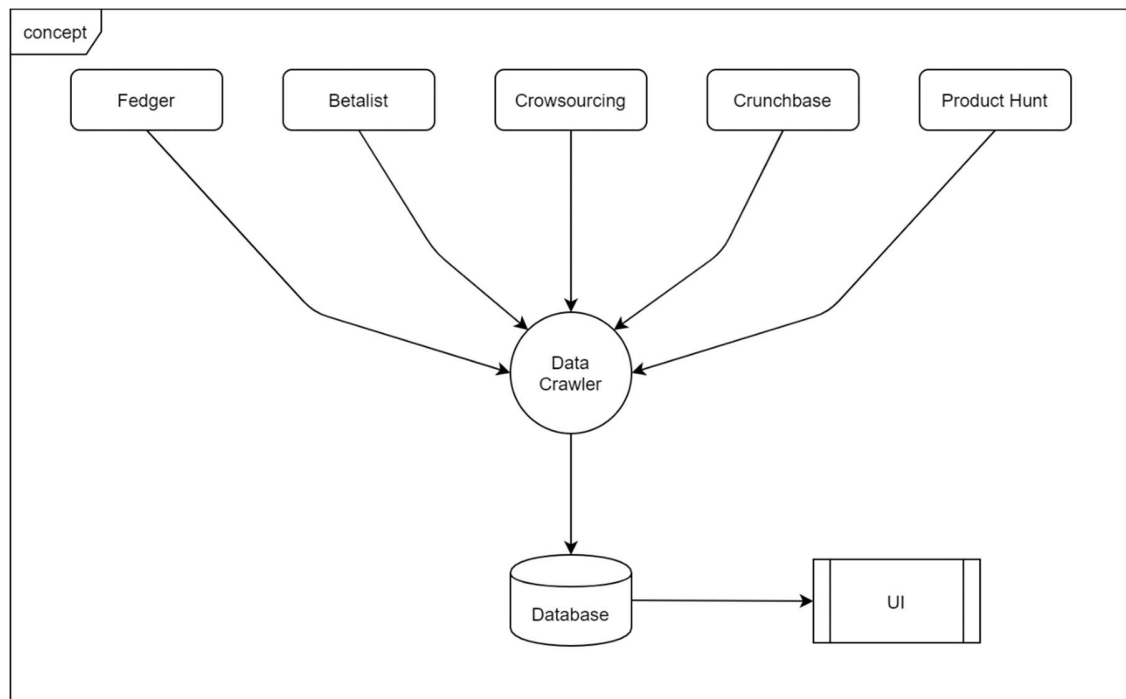 concept
Fedger
Betalist
Crowsourcing
Crunchbase
Product Hunt
Data
Crawler
Database
UI